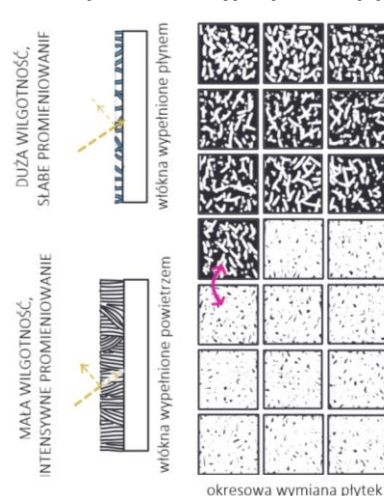 DUŻA WILGOTNOŚĆ,
SŁABE PROMIENIOWANIE
włókna wypełnione płynem
MAŁA WILGOTNOŚĆ,
INTENSYWNE PROMIENIOWANIE
włókna wypełnione powietrzem
okresowa wymiana płytek